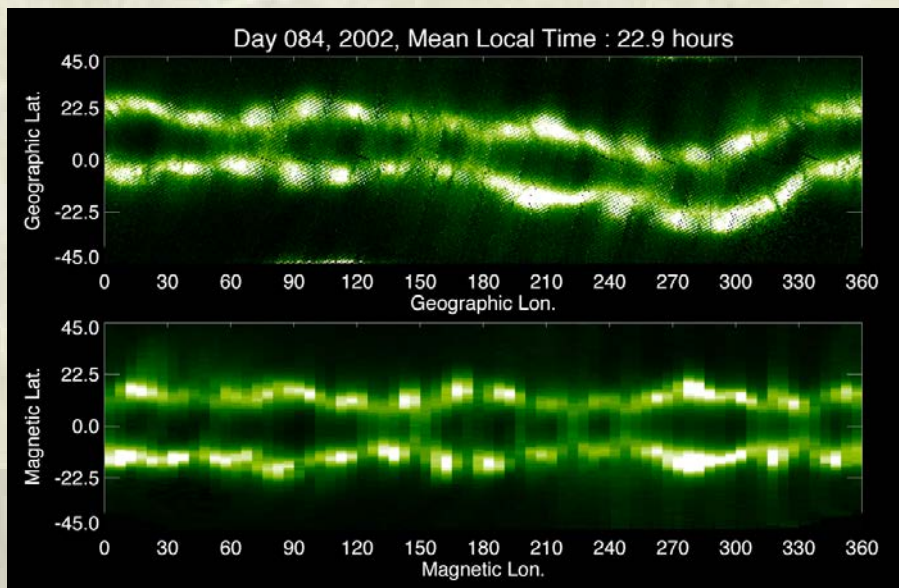 Day 084, 2002, Mean Local Time : 22.9 hours
45.0
22.5
0.0
-22.5
-45.0
Geographic Lat.
0 30 60 90 120 150 180 210 240 270 300 330 360
Geographic Lon.
45.0
22.5
0.0
-22.5
-45.0
Magnetic Lat.
0 30 60 90 120 150 180 210 240 270 300 330 360
Magnetic Lon.